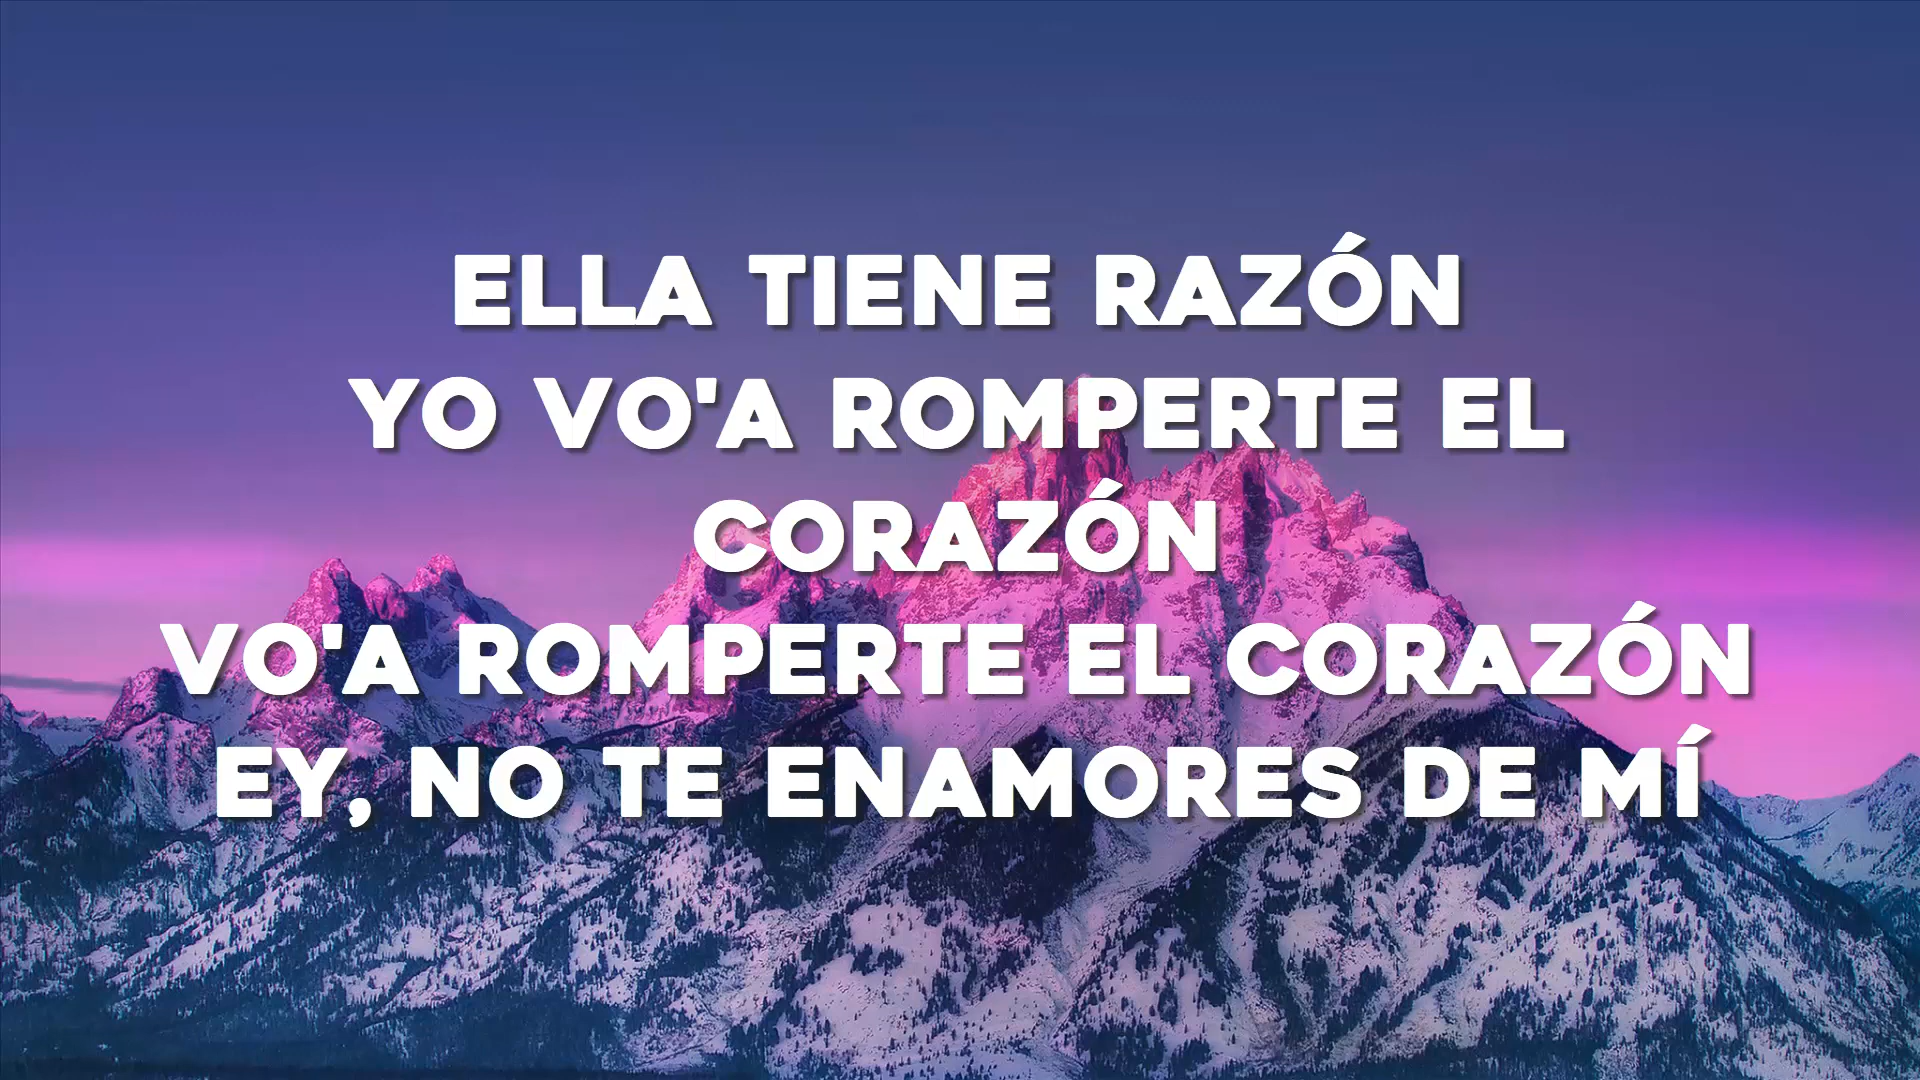 ELLA TIENE RAZÓN
YO VO'A ROMPERTE EL
CORAZÓN
VO'A ROMPERTE EL CORAZÓN
EY, NO TE ENAMORES DE MÍ